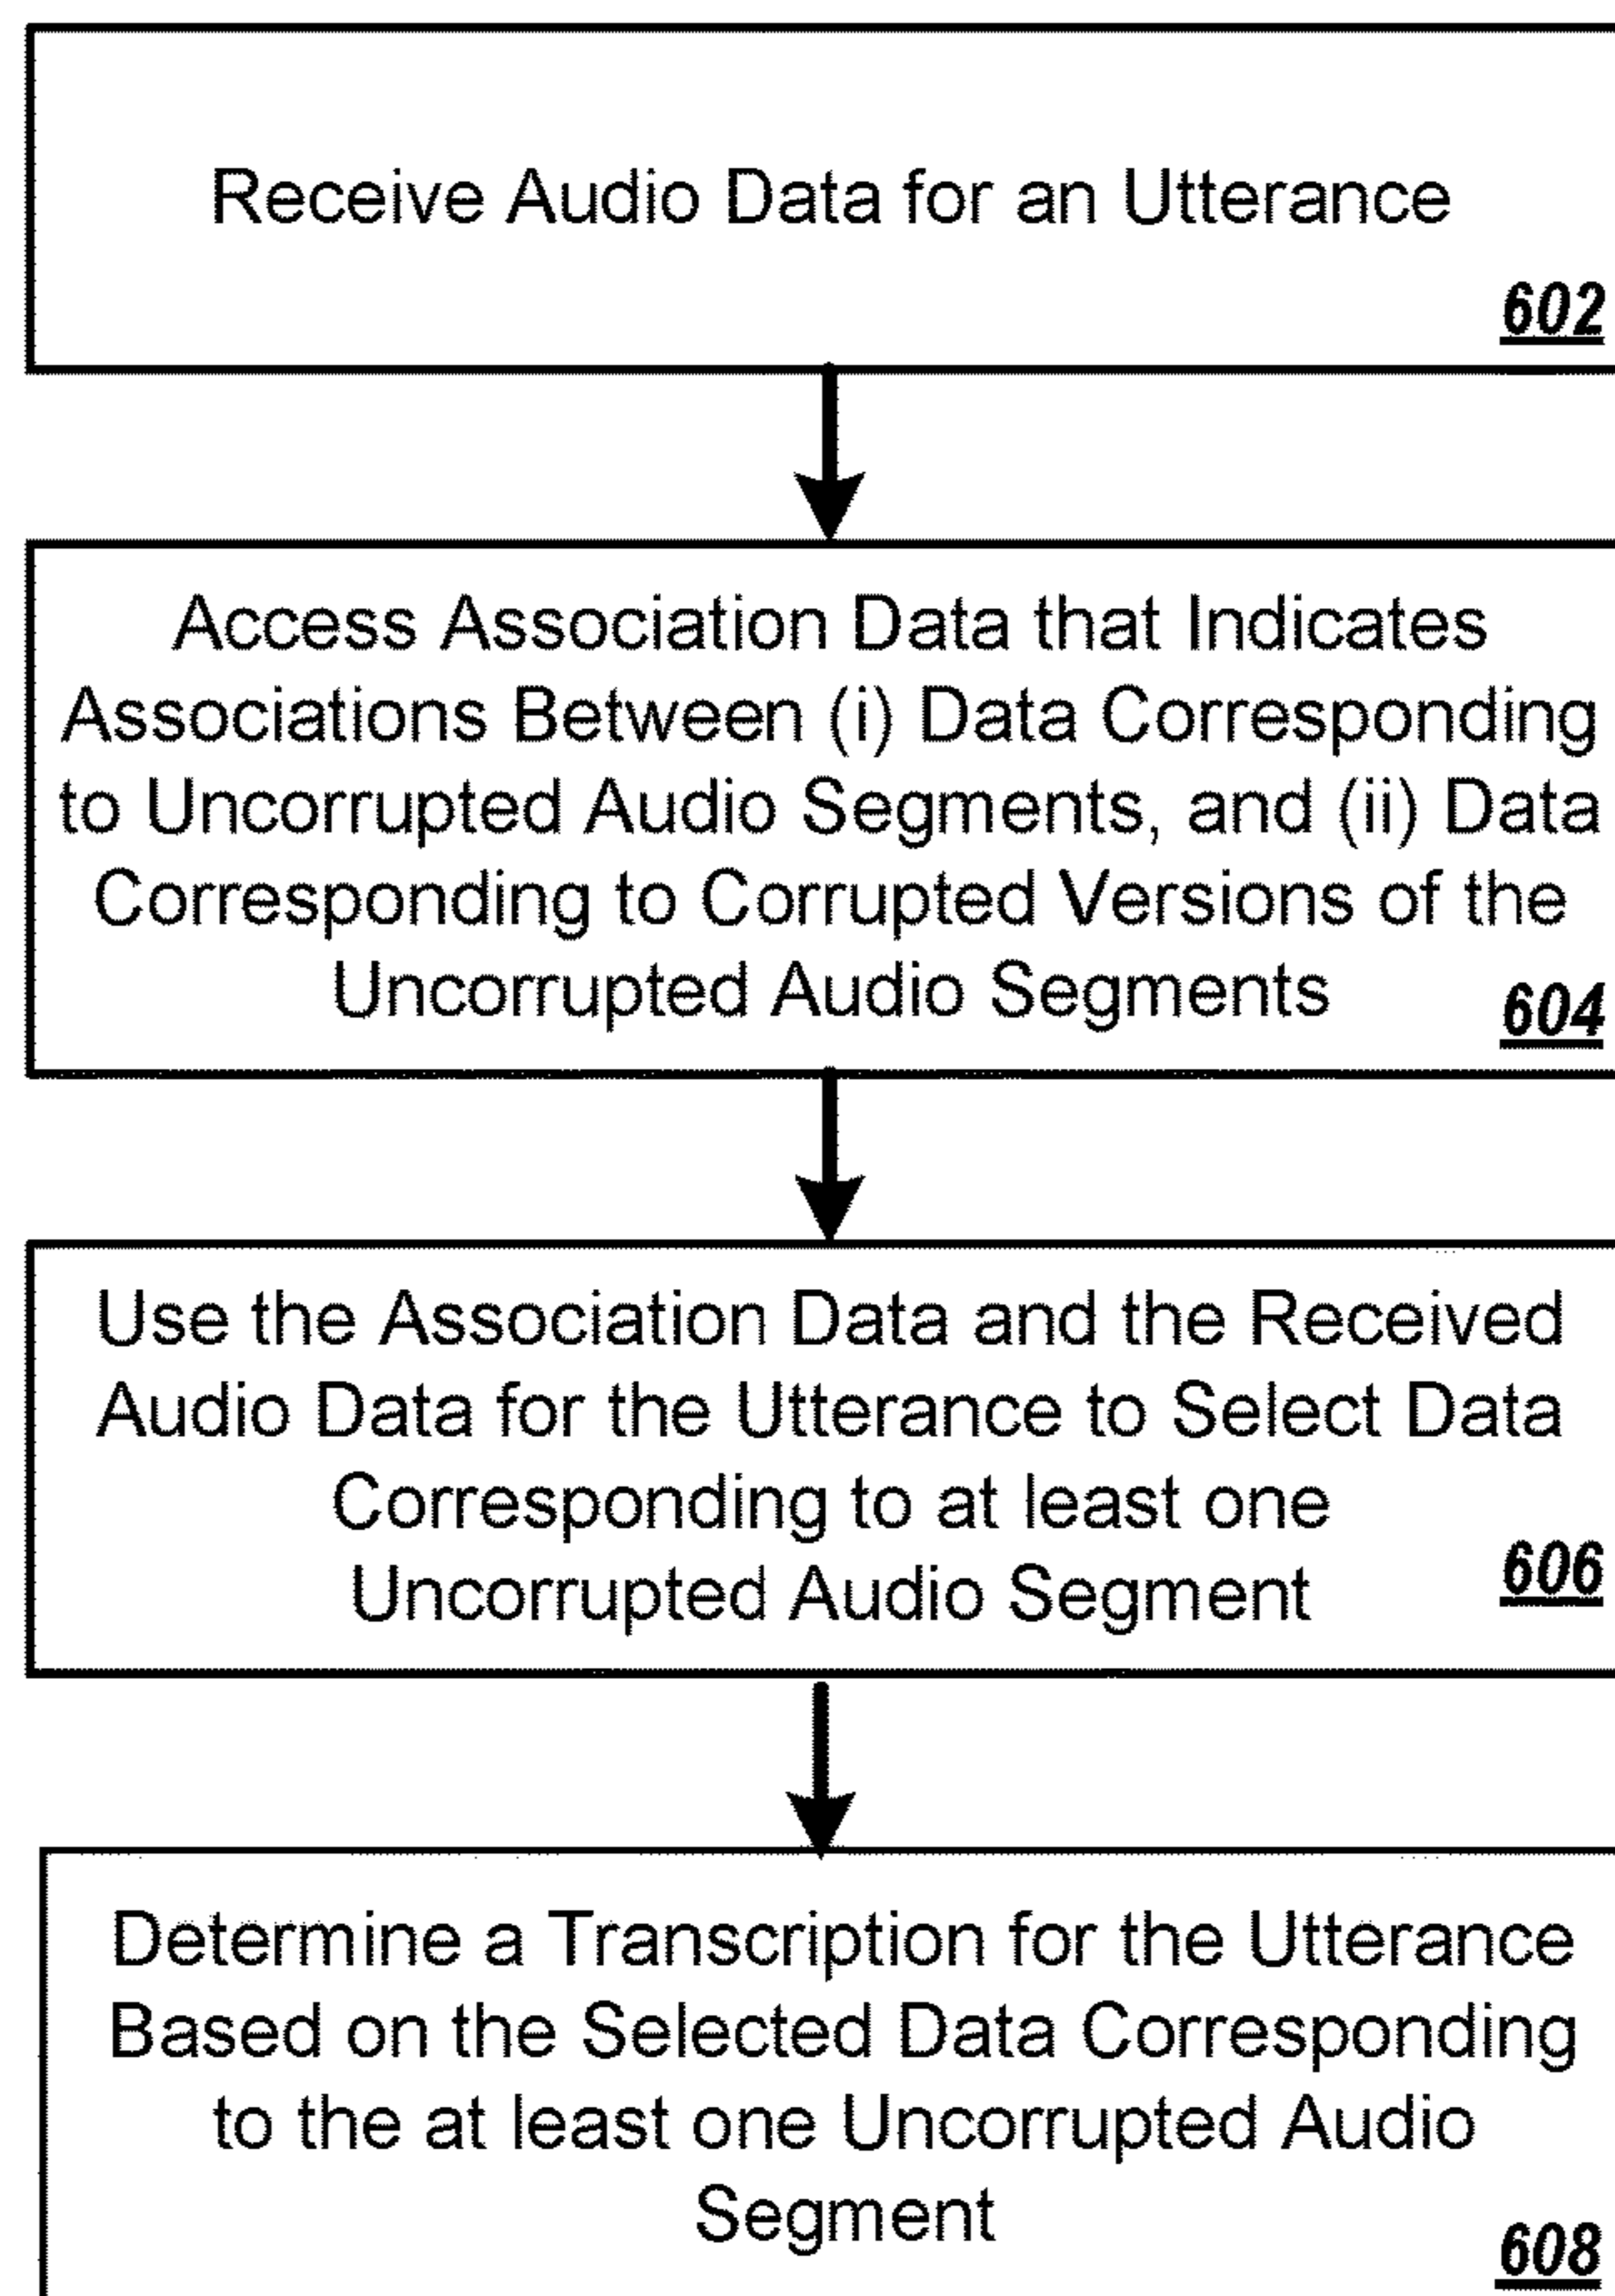 Receive Audio Data for an Utterance
602
Access Association Data that Indicates
Associations Between (i) Data Corresponding
to Uncorrupted Audio Segments, and (ii) Data
Corresponding to Corrupted Versions of the
Uncorrupted Audio Segments
604
Use the Association Data and the Received
Audio Data for the Utterance to Select Data
Corresponding to at least one
Uncorrupted Audio Segment
606
Determine a Transcription for the Utterance
Based on the Selected Data Corresponding
to the at least one Uncorrupted Audio
Segment
608